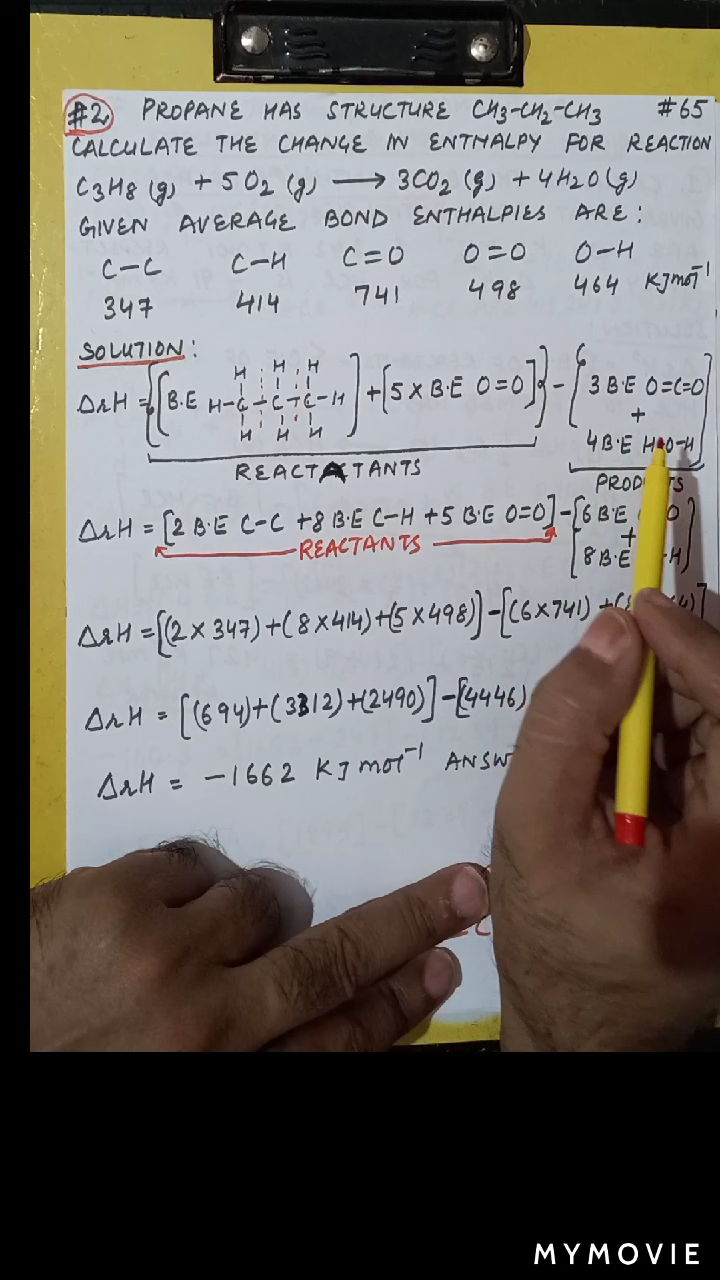 #2 PROPANE HAS STRUCTURE CH3-CH2-CH3 #65
CALCULATE THE CHANGE IN ENTHALPY FOR REACTION
C3H8 (g) + 5O2 (g) ⟶ 3CO2 (g) + 4H2O (g)
GIVEN AVERAGE BOND ENTHALPIES ARE:
C-C C-H C=O O=O O-H
347 414 741 498 464 KJ mol⁻¹
SOLUTION:
H H H
ΔrH = {[B.E H-C-C-C-H] + [5 × B.E O=O]} - {3 B.E O=C=O
H H H
+
4 B.E H-O-H}
REACTANTS
ΔrH = [2 B.E C-C + 8 B.E C-H + 5 B.E O=O] - [6 B.E O
+
8 B.E H]
REACTANTS
ΔrH = [(2 × 347) + (8 × 414) + (5 × 498)] - [(6 × 741) +
ΔrH = [(694) + (3312) + (2490)] - [4446)
ΔrH = -1662 KJ mol⁻¹
MYMOVIE